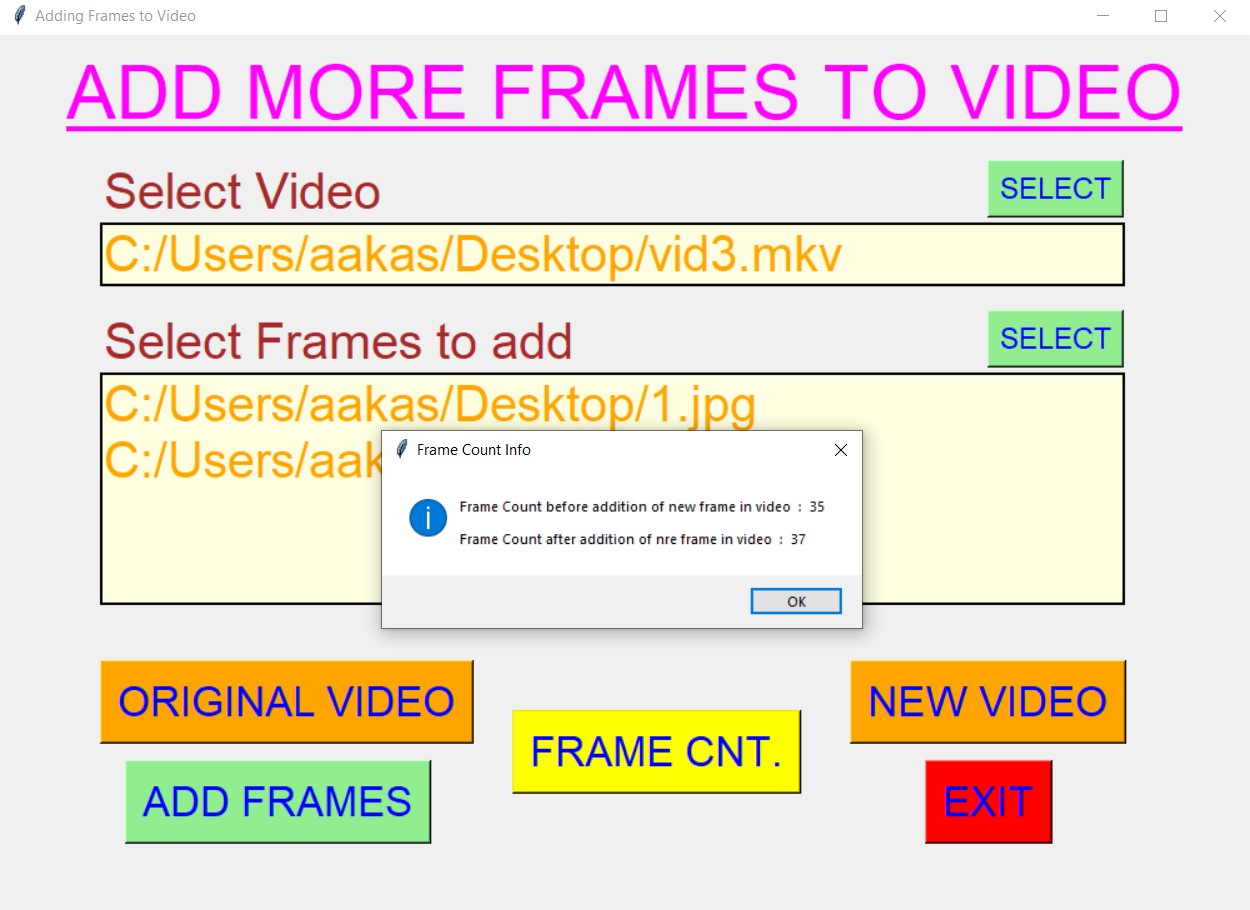 Adding Frames to Video
ADD MORE FRAMES TO VIDEO
Select Video
SELECT
C:/Users/aakas/Desktop/vid3.mkv
Select Frames to add
SELECT
C:/Users/aakas/Desktop/1.jpg
C:/Users/aak
Frame Count Info
Frame Count before addition of new frame in video : 35
Frame Count after addition of nre frame in video : 37
OK
ORIGINAL VIDEO
NEW VIDEO
FRAME CNT.
ADD FRAMES
EXIT